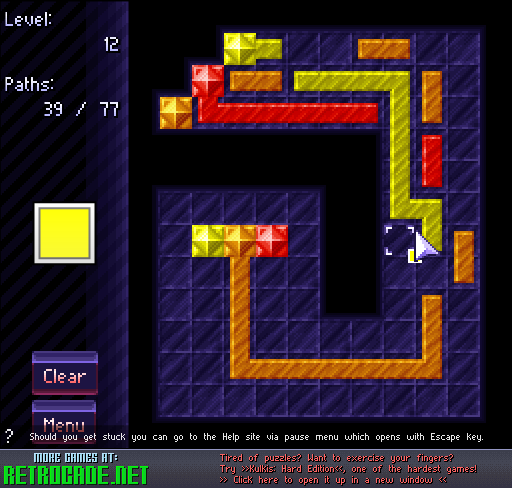 Level:
12
Paths:
39 / 77
Clear
Menu
? Should you get stuck you can go to the Help site via pause menu which opens with Escape Key.
MORE GAMES AT:
RETROCADE.NET
Tired of puzzles? Want to exercise your fingers?
Try >>Kulkis: Hard Edition<<, one of the hardest games!
>> Click here to open it up in a new window <<